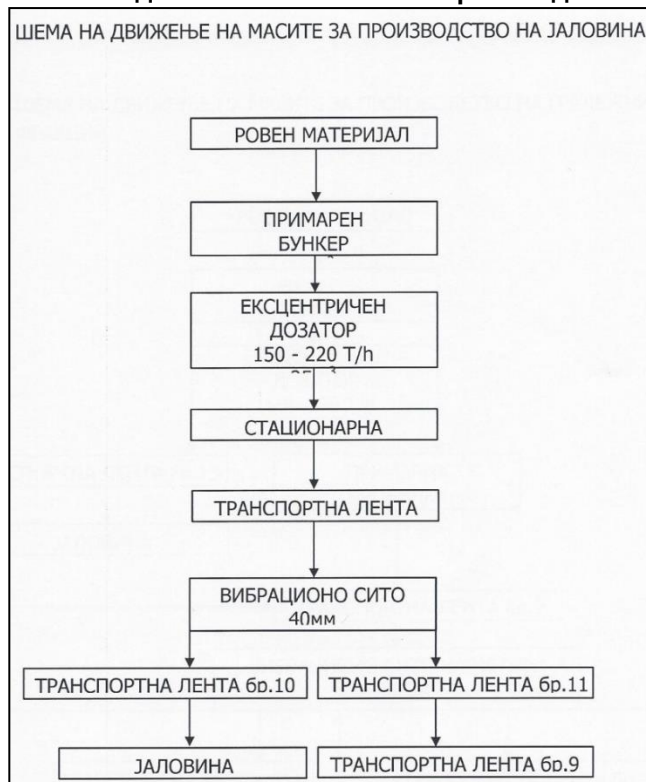 ШЕМА НА ДВИЖЕЊЕ НА МАСИТЕ ЗА ПРОИЗВОДСТВО НА ЈАЛОВИНА
РОВЕН МАТЕРИЈАЛ
ПРИМАРЕН
БУНКЕР
ЕКСЦЕНТРИЧЕН
ДОЗАТОР
150 - 220 T/h
СТАЦИОНАРНА
ТРАНСПОРТНА ЛЕНТА
ВИБРАЦИОНО СИТО
40мм
ТРАНСПОРТНА ЛЕНТА бр.10
ТРАНСПОРТНА ЛЕНТА бр.11
ЈАЛОВИНА
ТРАНСПОРТНА ЛЕНТА бр.9